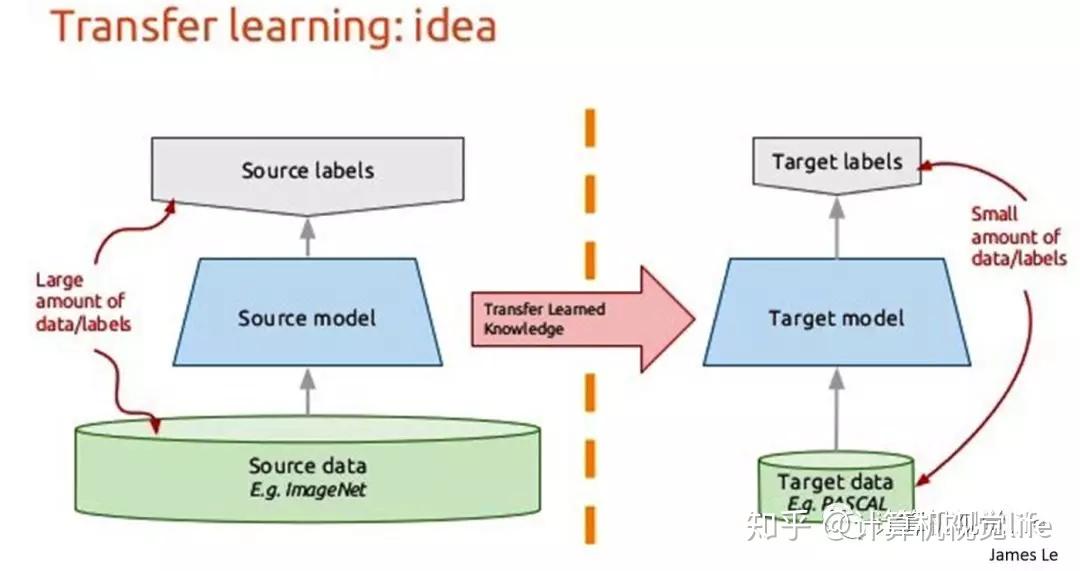 Transfer learning: idea
Source labels
Large
amount of
data/labels
Source model
Source data
E.g. ImageNet
Transfer Learned
Knowledge
Target labels
Small
amount of
data/labels
Target model
Target data
E.g. PASCAL
知乎 @计算机视觉life
James Le